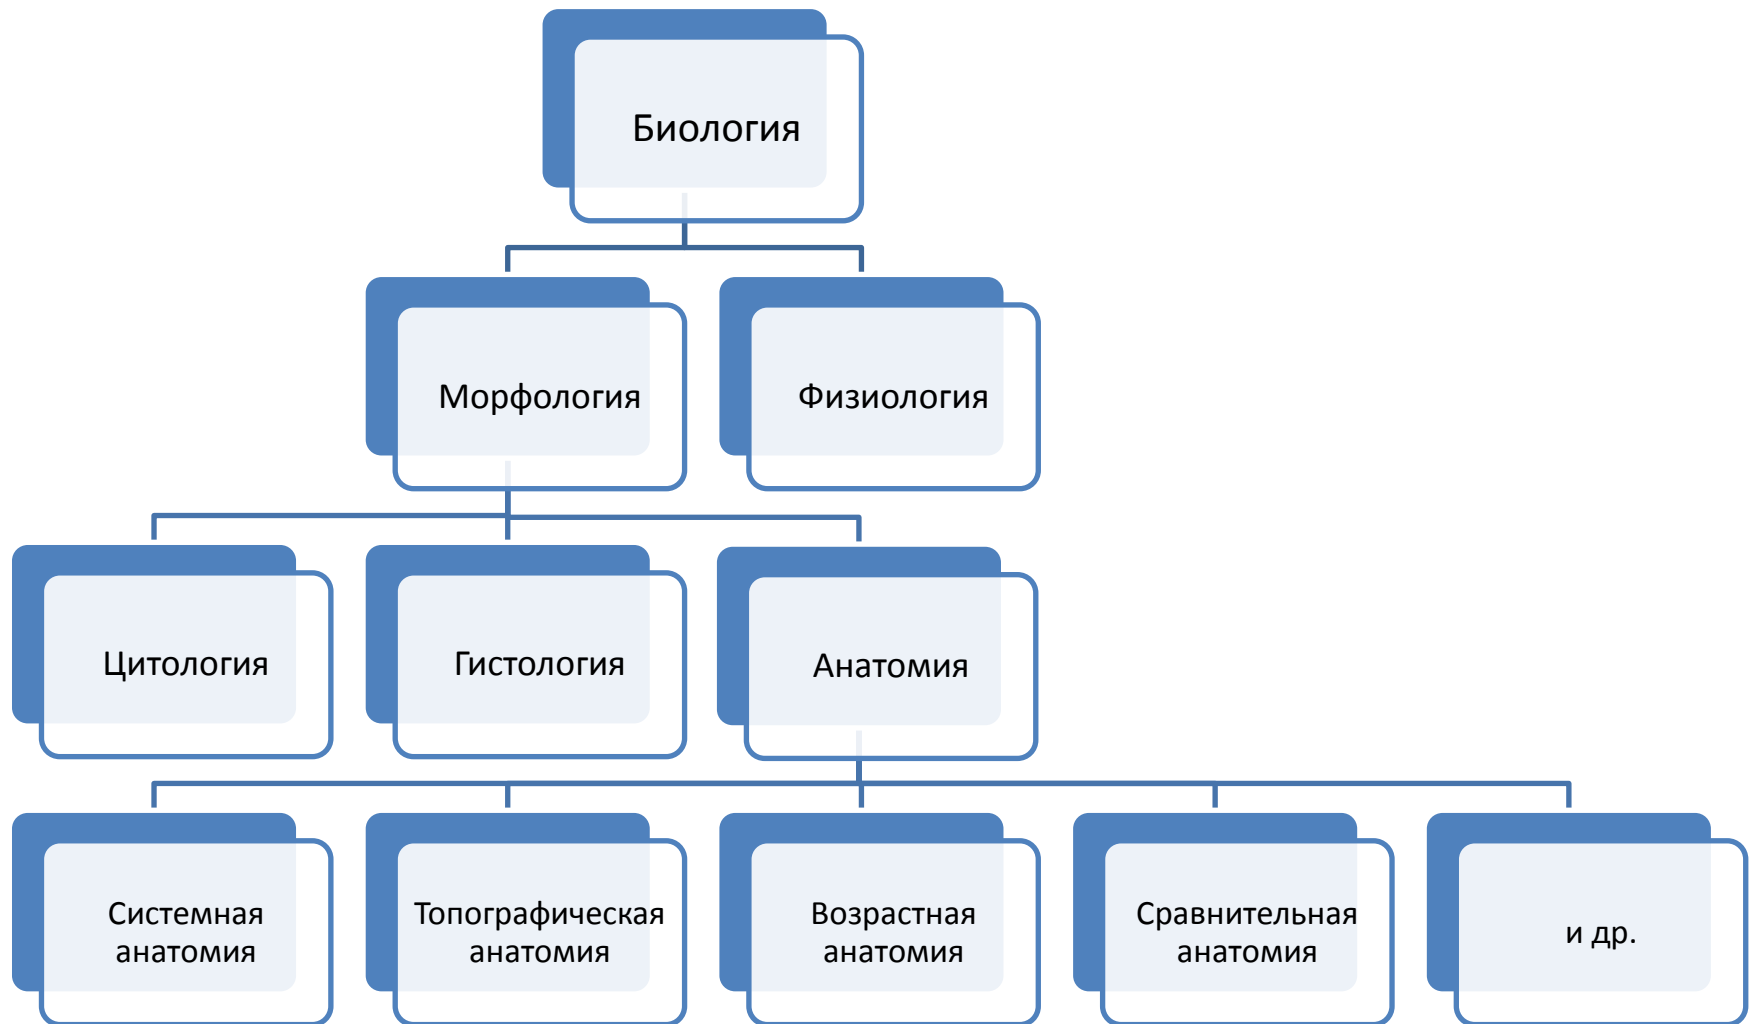 Биология
Морфология
Физиология
Цитология
Гистология
Анатомия
Системная
анатомия
Топографическая
анатомия
Возрастная
анатомия
Сравнительная
анатомия
и др.